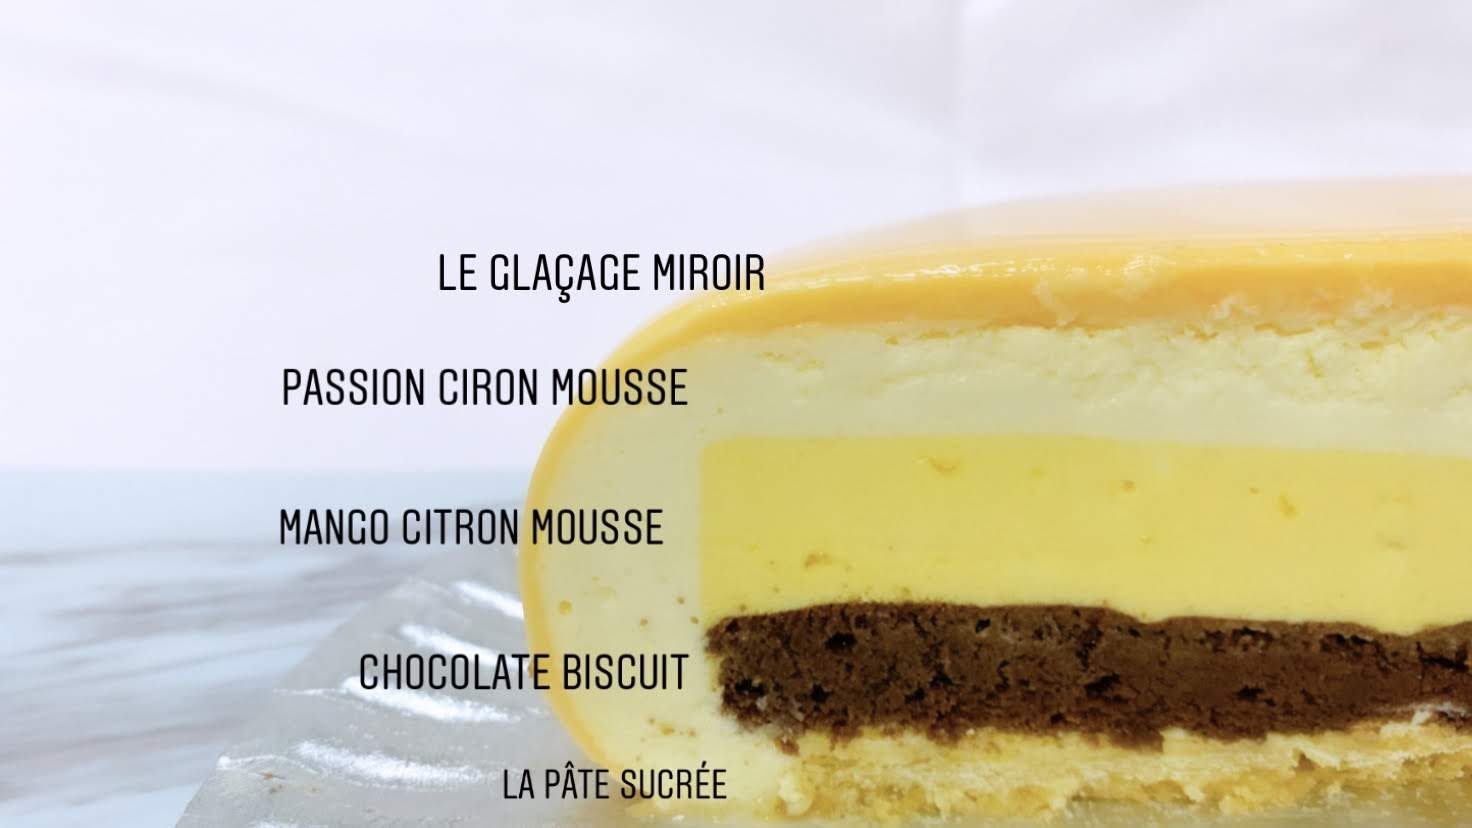 LE GLAÇAGE MIROIR
PASSION CIRON MOUSSE
MANGO CITRON MOUSSE
CHOCOLATE BISCUIT
LA PÂTE SUCRÉE